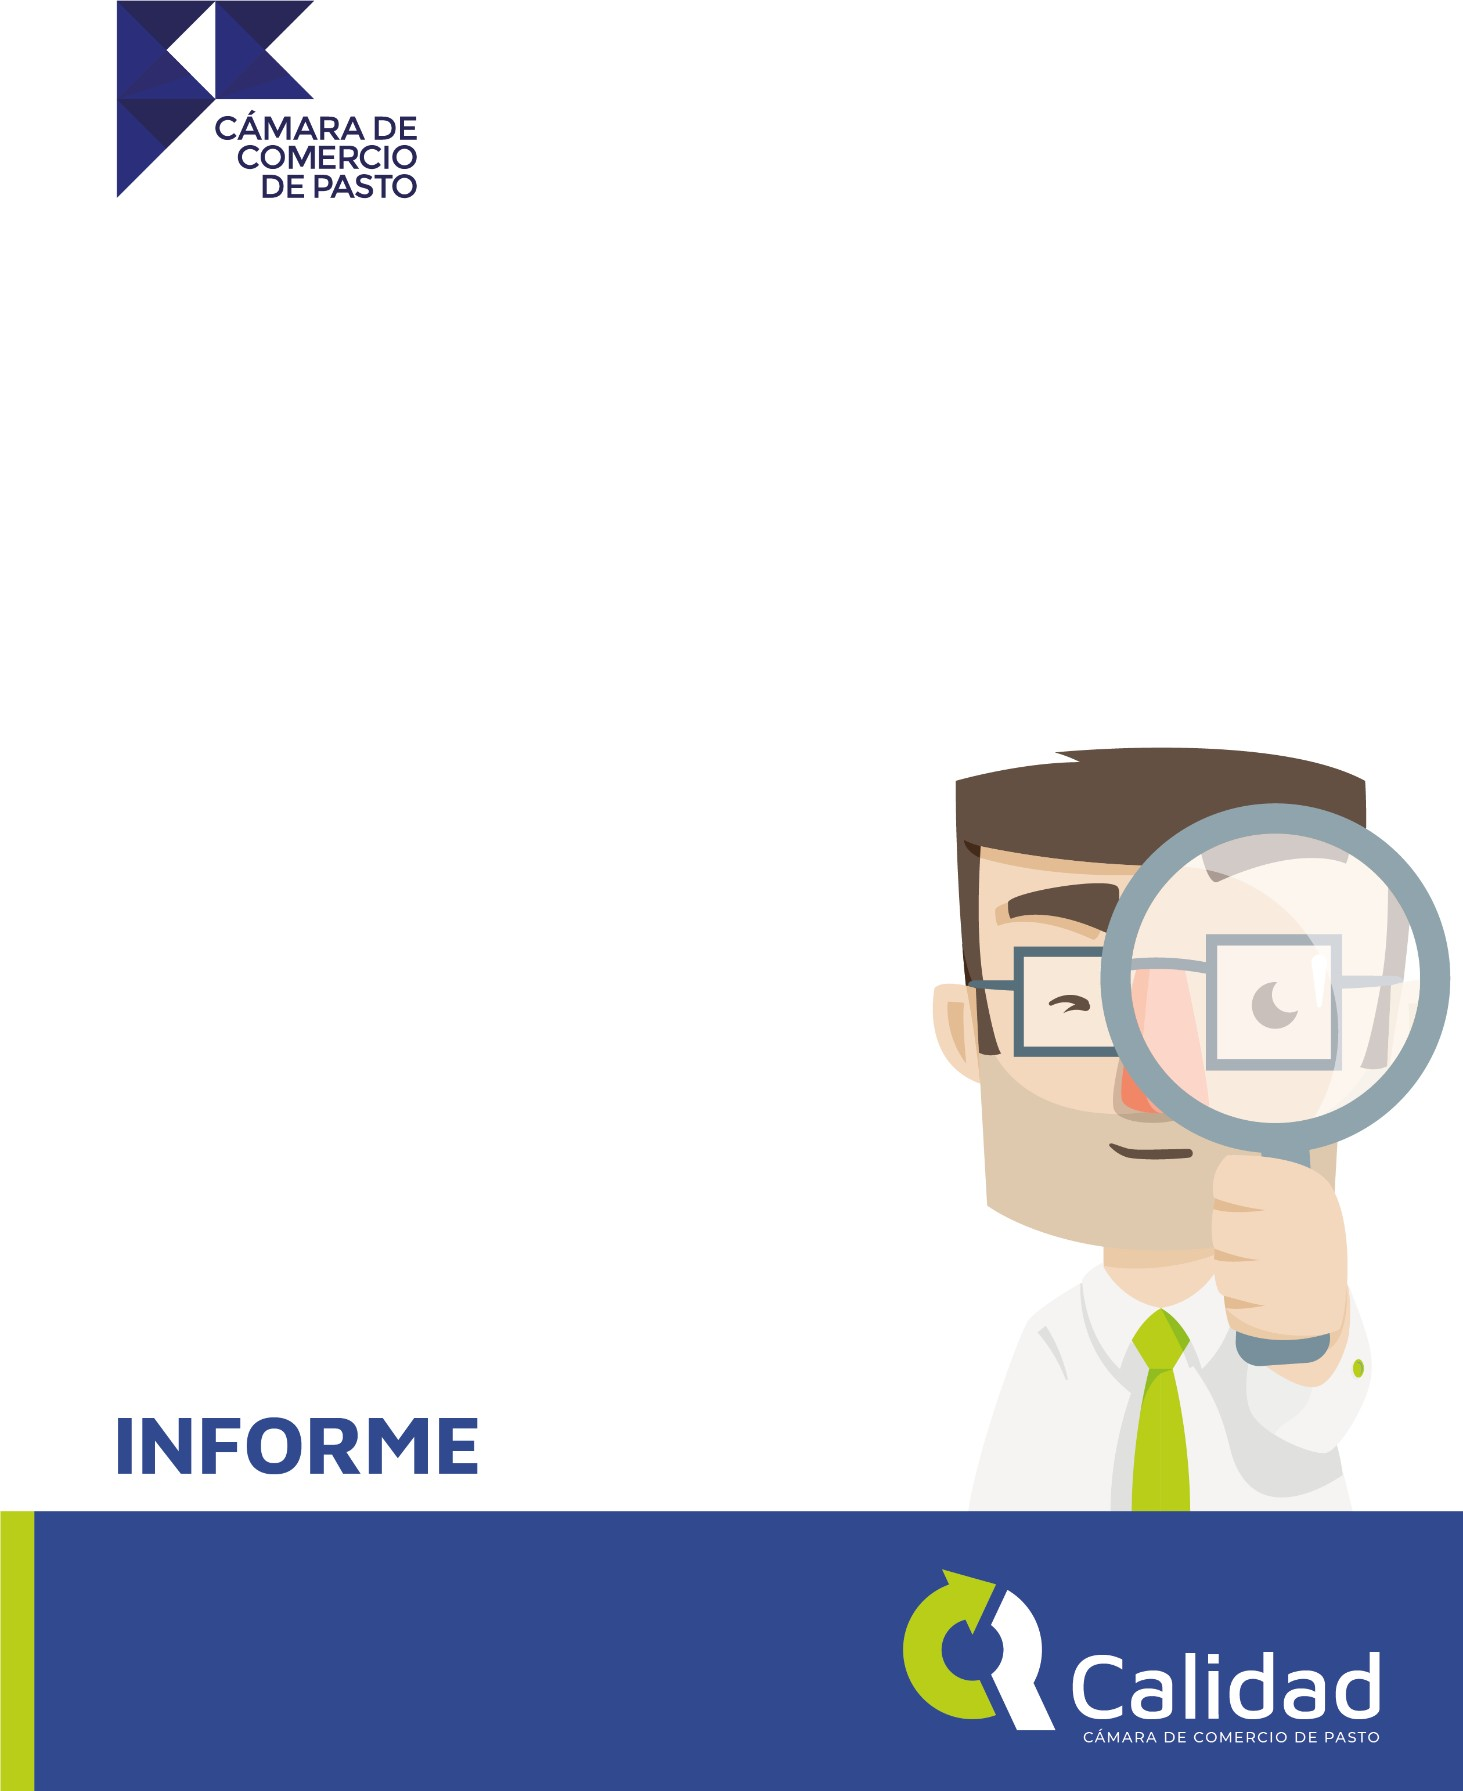 CÁMARA DE
COMERCIO
DE PASTO
INFORME
Calidad
CÁMARA DE COMERCIO DE PASTO